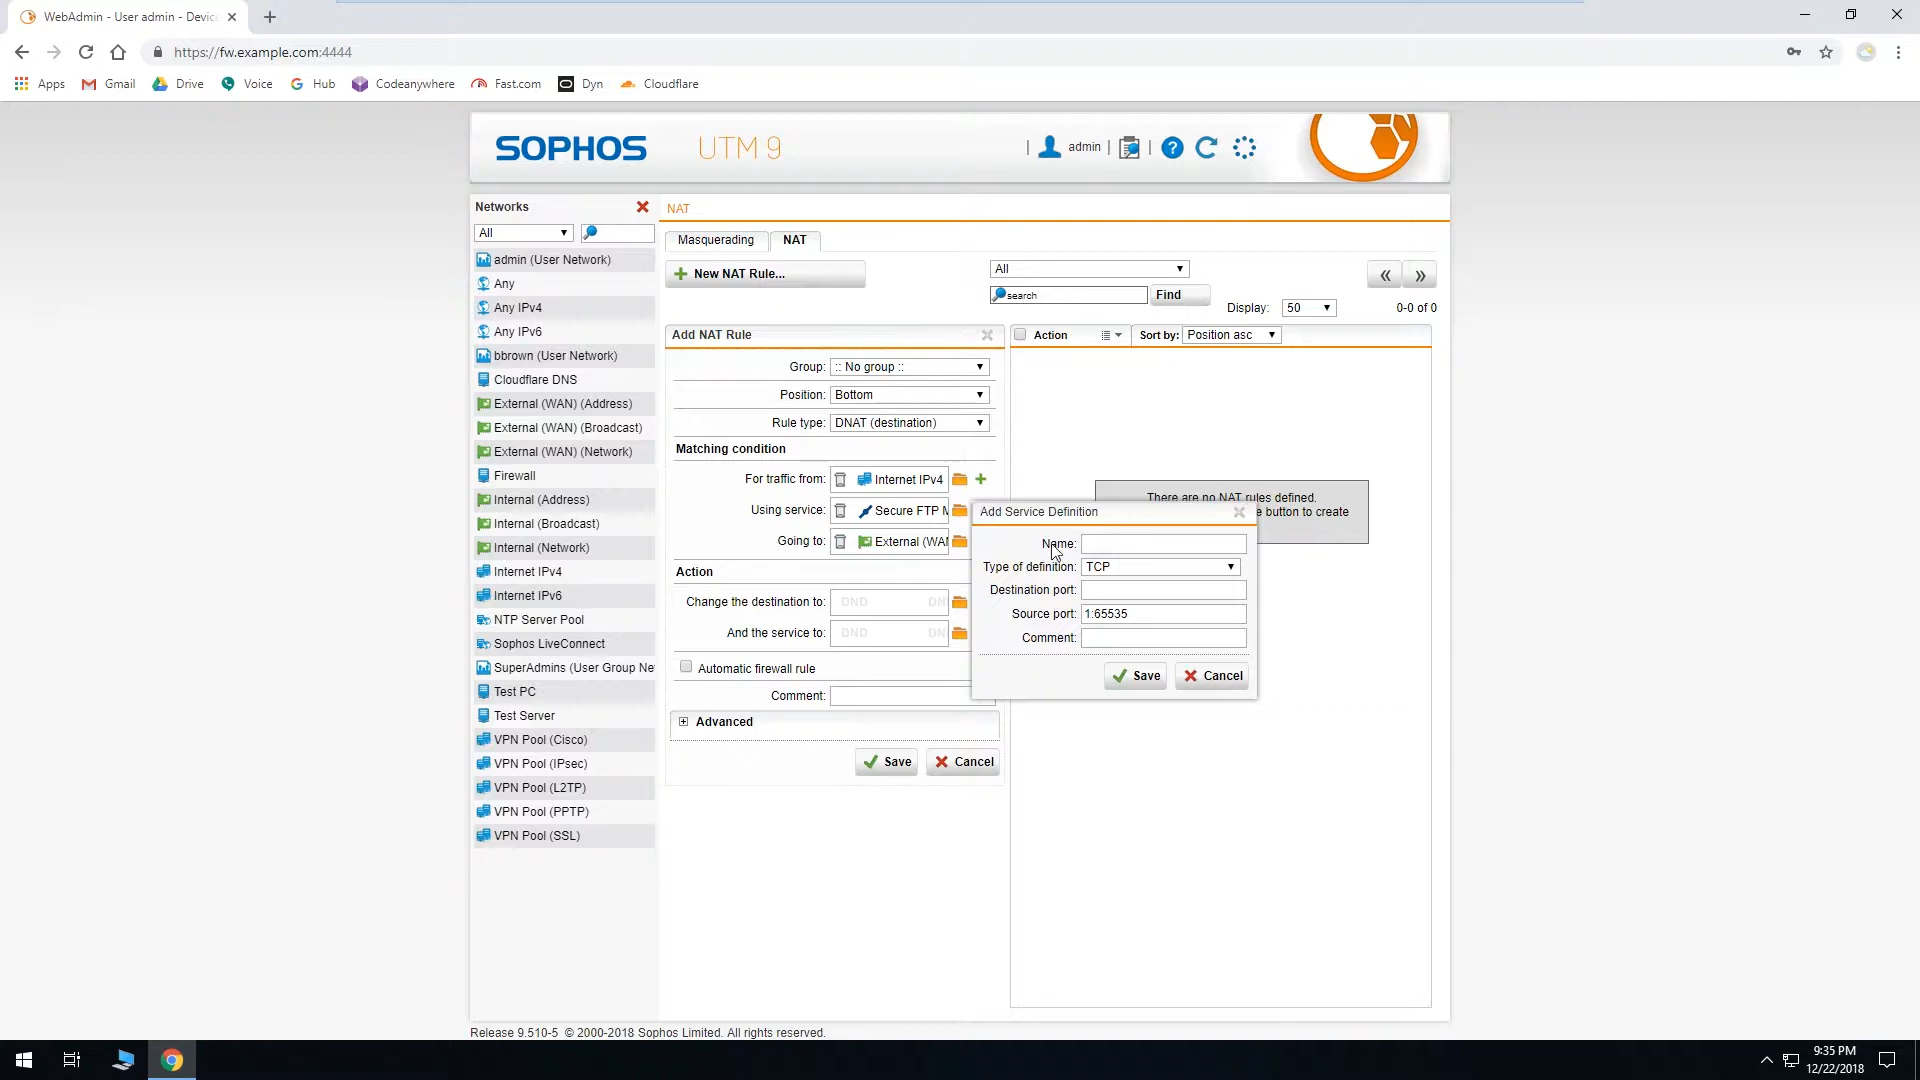 WebAdmin - User admin - Devic
https://fw.example.com:4444
Apps
Gmail
Drive
Voice
Hub
Codeanywhere
Fast.com
Dyn
Cloudflare
SOPHOS
UTM 9
| admin | | ?
Networks
All
admin (User Network)
Any
Any IPv4
Any IPv6
bbrown (User Network)
Cloudflare DNS
External (WAN) (Address)
External (WAN) (Broadcast)
External (WAN) (Network)
Firewall
Internal (Address)
Internal (Broadcast)
Internal (Network)
Internet IPv4
Internet IPv6
NTP Server Pool
Sophos LiveConnect
SuperAdmins (User Group Ne
Test PC
Test Server
VPN Pool (Cisco)
VPN Pool (IPsec)
VPN Pool (L2TP)
VPN Pool (PPTP)
VPN Pool (SSL)
NAT
Masquerading
NAT
New NAT Rule...
All
search
Find
Display: 50
0-0 of 0
Add NAT Rule
Group: :: No group ::
Position: Bottom
Rule type: DNAT (destination)
Matching condition
For traffic from: Internet IPv4
Using service: Secure FTP M
Going to: External (WA
Action
Change the destination to: DND DN
And the service to: DND DN
Automatic firewall rule
Comment:
Advanced
Save
Cancel
Action
Sort by: Position asc
There are no NAT rules defined.
e button to create
Add Service Definition
Name:
Type of definition: TCP
Destination port:
Source port: 1:65535
Comment:
Save
Cancel
Release 9.510-5 © 2000-2018 Sophos Limited. All rights reserved.
9:35 PM
12/22/2018